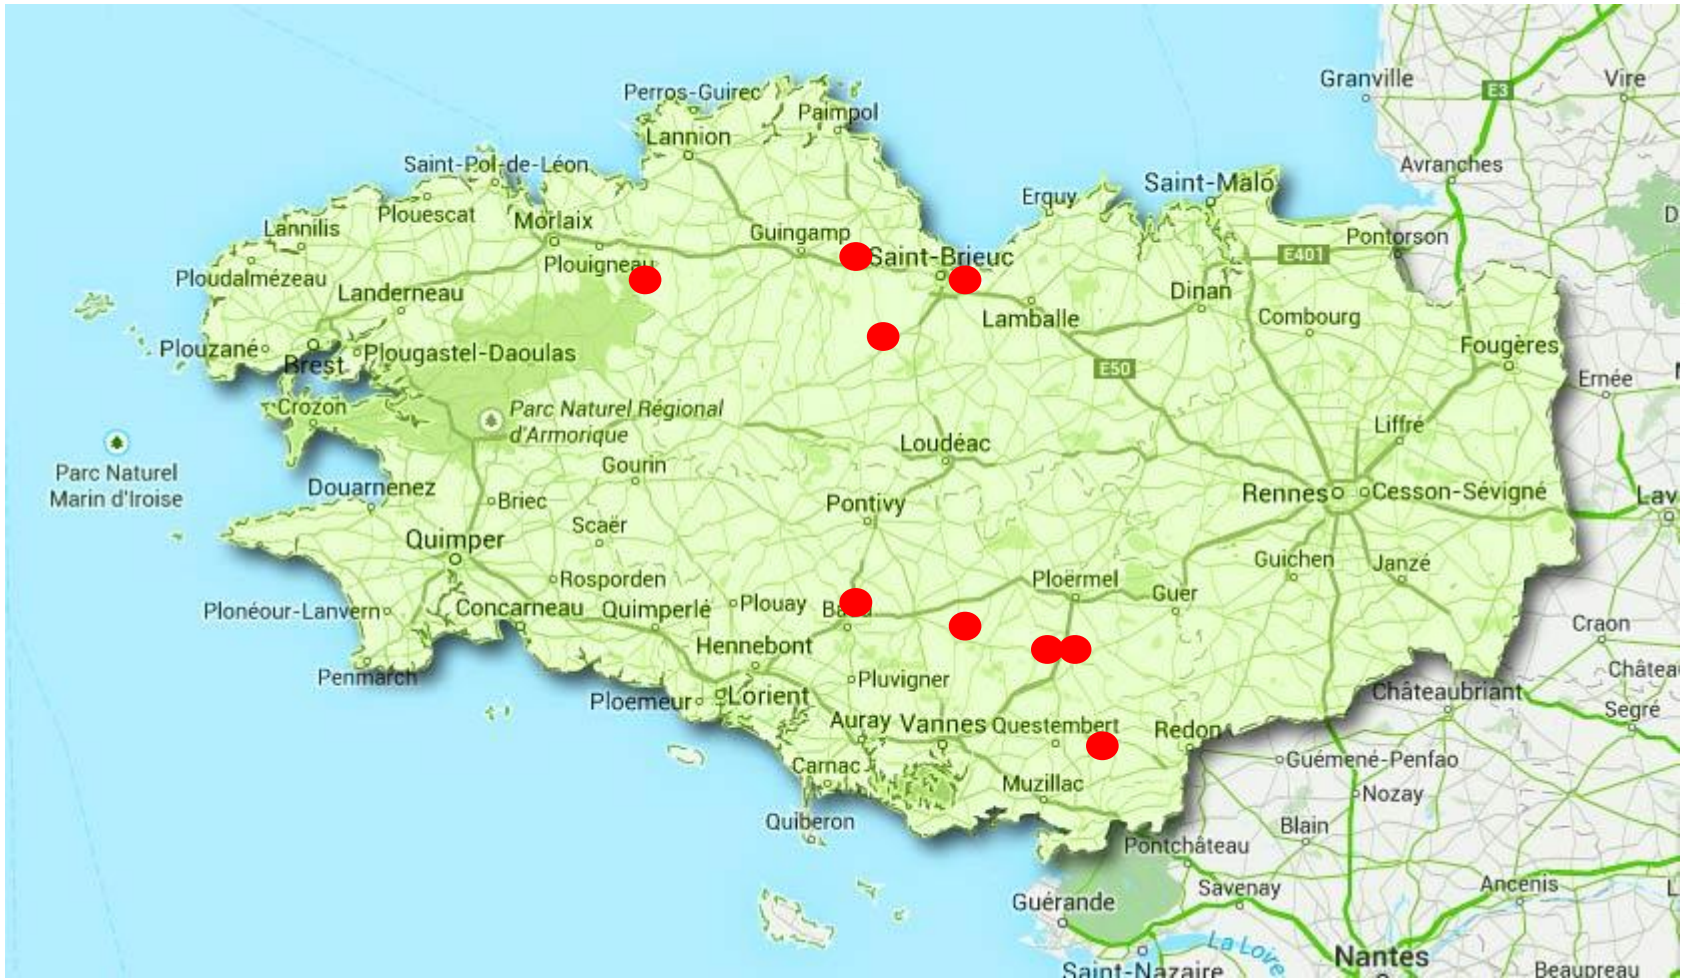 Granville
Vire
E3
Perros-Guirec
Paimpol
Lannion
Avranches
Saint-Pol-de-Léon
Saint-Malo
Erquy
Plouescat
D
Lannilis
Morlaix
Guingamp
Pontorson
E401
Saint-Brieuc
Plouigneau
Ploudalmézeau
Landerneau
Dinan
Lamballe
Combourg
Plouzané
Plougastel-Daoulas
Brest
Fougères
E50
Ernée
Crozon
Parc Naturel Régional
d'Armorique
Liffré
Loudéac
Parc Naturel
Marin d'Iroise
Gourin
Douarnenez
Briec
Pontivy
Rennes
Cesson-Sévigné
Lav
Scaër
Quimper
Guichen
Janzé
Rosporden
Ploërmel
Guer
Plonéour-Lanvern
Concarneau
Quimperlé
Plouay
Craon
Hennebont
Penmarch
Pluvigner
Château
Ploemeur
Lorient
Châteaubriant
Segré
Auray
Vannes
Questembert
Redon
Carnac
Guémené-Penfao
Muzillac
Nozay
Quiberon
Blain
Pontchâteau
Savenay
Ancenis
L
Guérande
La Loire
Nantes
Saint-Nazaire
Beaupreau